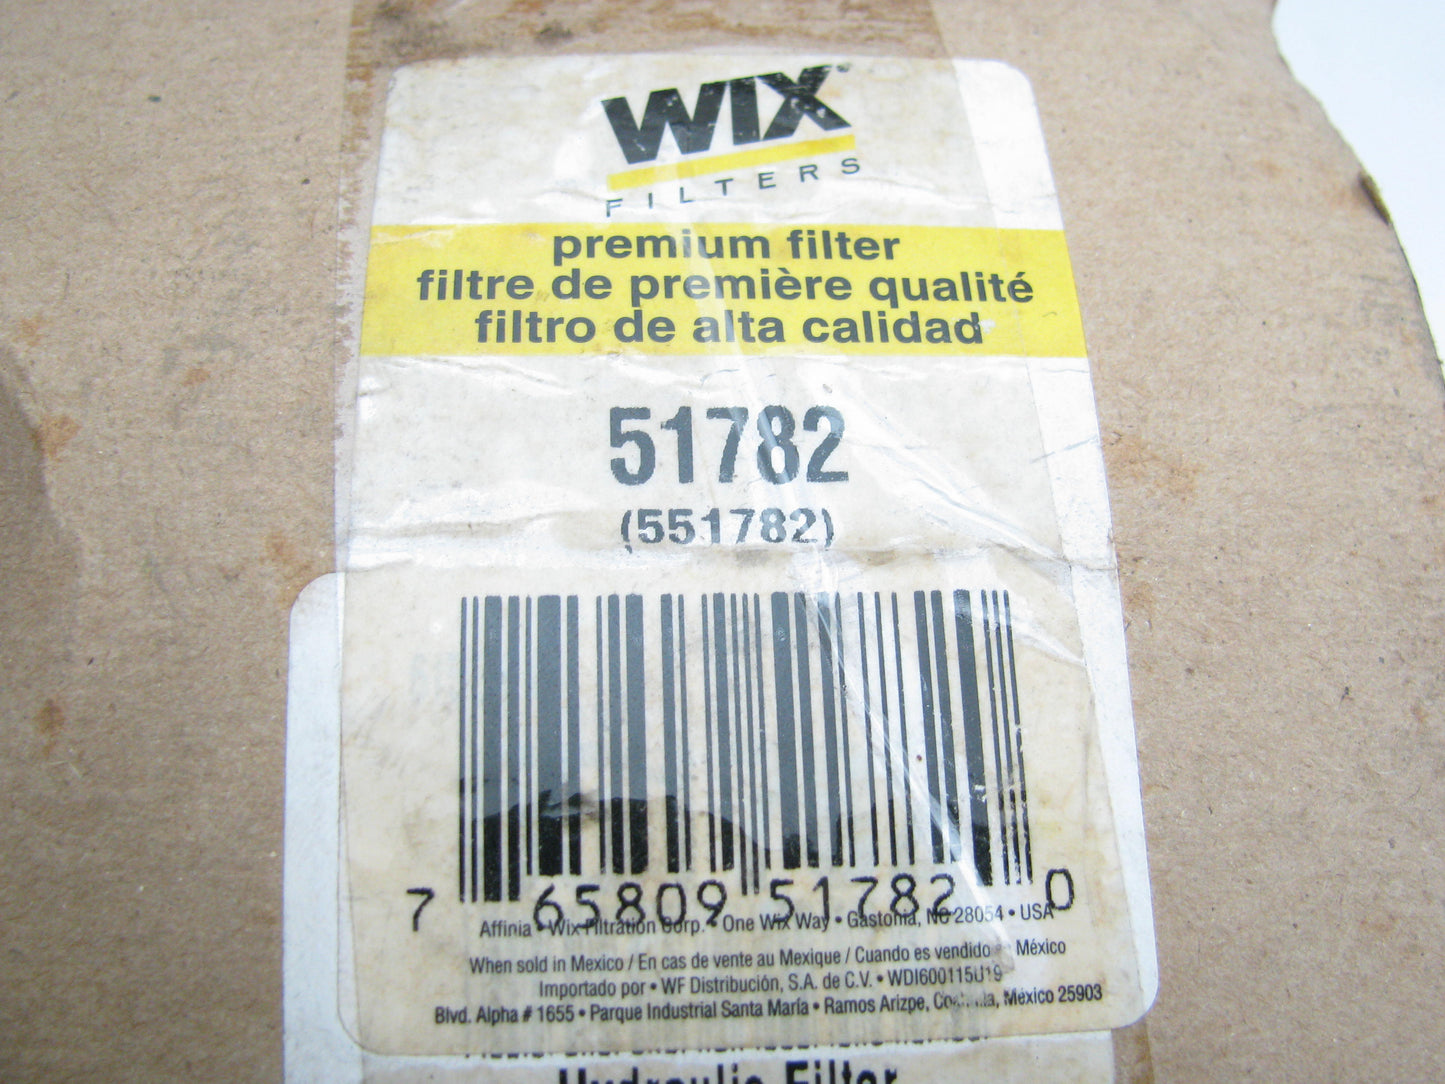 WIX
FILTERS
premium filter
filtre de première qualité
filtro de alta calidad
51782
(551782)
7 65809 51782 0
Affinia • Wix Filtration Corp. • One Wix Way • Gastonia, NC 28054 • USA
When sold in Mexico / En cas de vente au Mexique / Cuando es vendido México
Importado por • WF Distribución, S.A. de C.V. • WDI600115U19
Blvd. Alpha # 1655 • Parque Industrial Santa María • Ramos Arizpe, México 25903
Hydraulic Filter